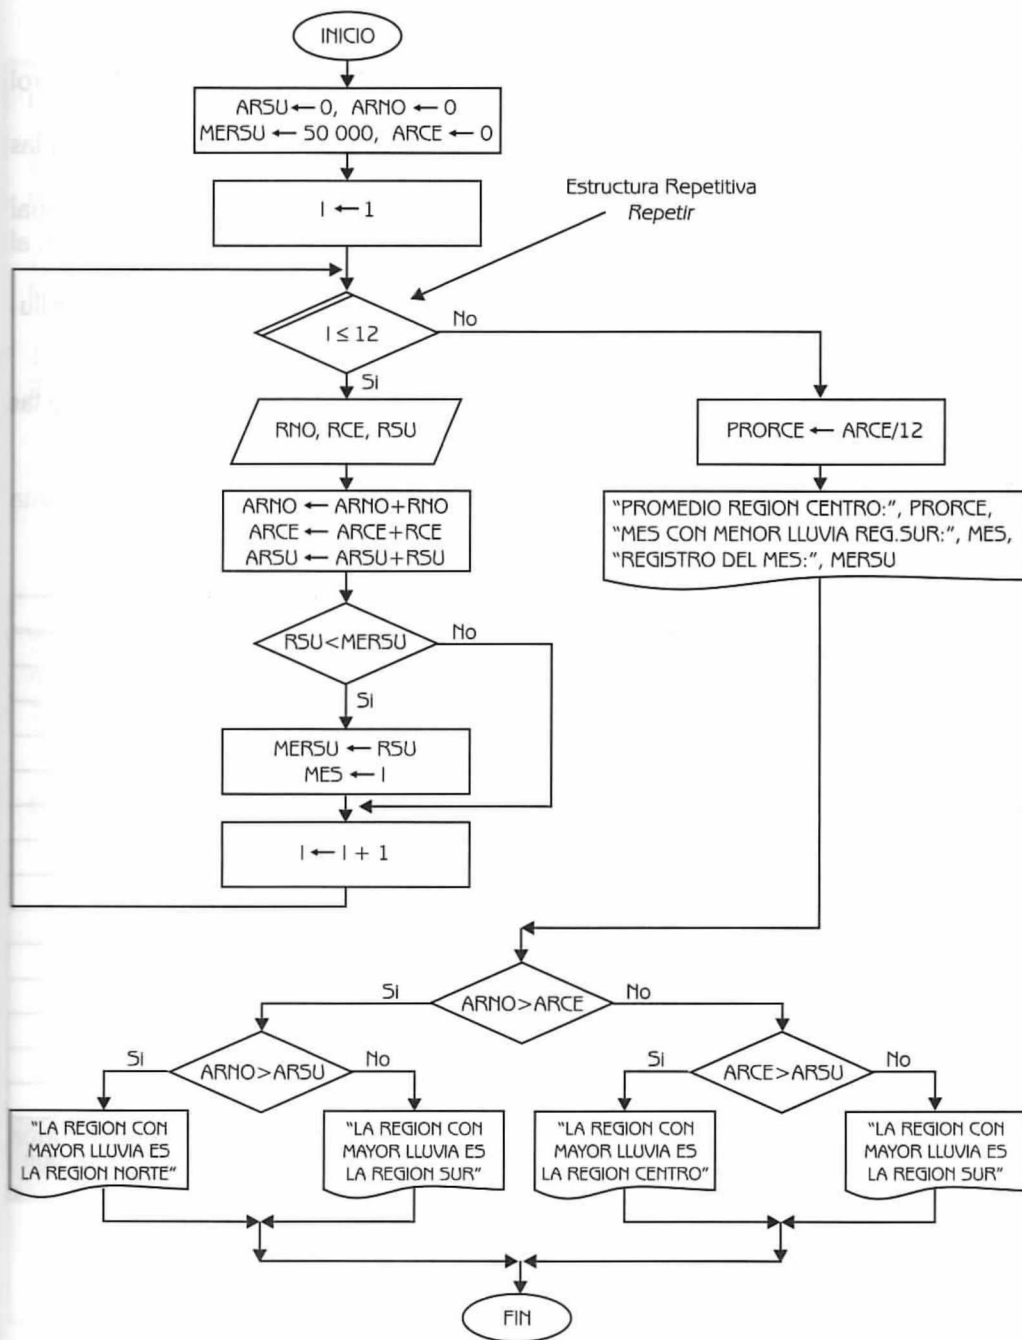 INICIO
ARSU ← 0, ARNO ← 0
MERSU ← 50 000, ARCE ← 0
I ← 1
Estructura Repetitiva
Repetir
I ≤ 12
No
Si
RNO, RCE, RSU
PRORCE ← ARCE/12
ARNO ← ARNO+RNO
ARCE ← ARCE+RCE
ARSU ← ARSU+RSU
"PROMEDIO REGION CENTRO:", PRORCE,
"MES CON MENOR LLUVIA REG.SUR:", MES,
"REGISTRO DEL MES:", MERSU
RSU<MERSU
No
Si
MERSU ← RSU
MES ← I
I ← I + 1
ARNO>ARCE
Si
No
ARNO>ARSU
Si
No
ARCE>ARSU
Si
No
"LA REGION CON
MAYOR LLUVIA ES
LA REGION NORTE"
"LA REGION CON
MAYOR LLUVIA ES
LA REGION SUR"
"LA REGION CON
MAYOR LLUVIA ES
LA REGION CENTRO"
"LA REGION CON
MAYOR LLUVIA ES
LA REGION SUR"
FIN